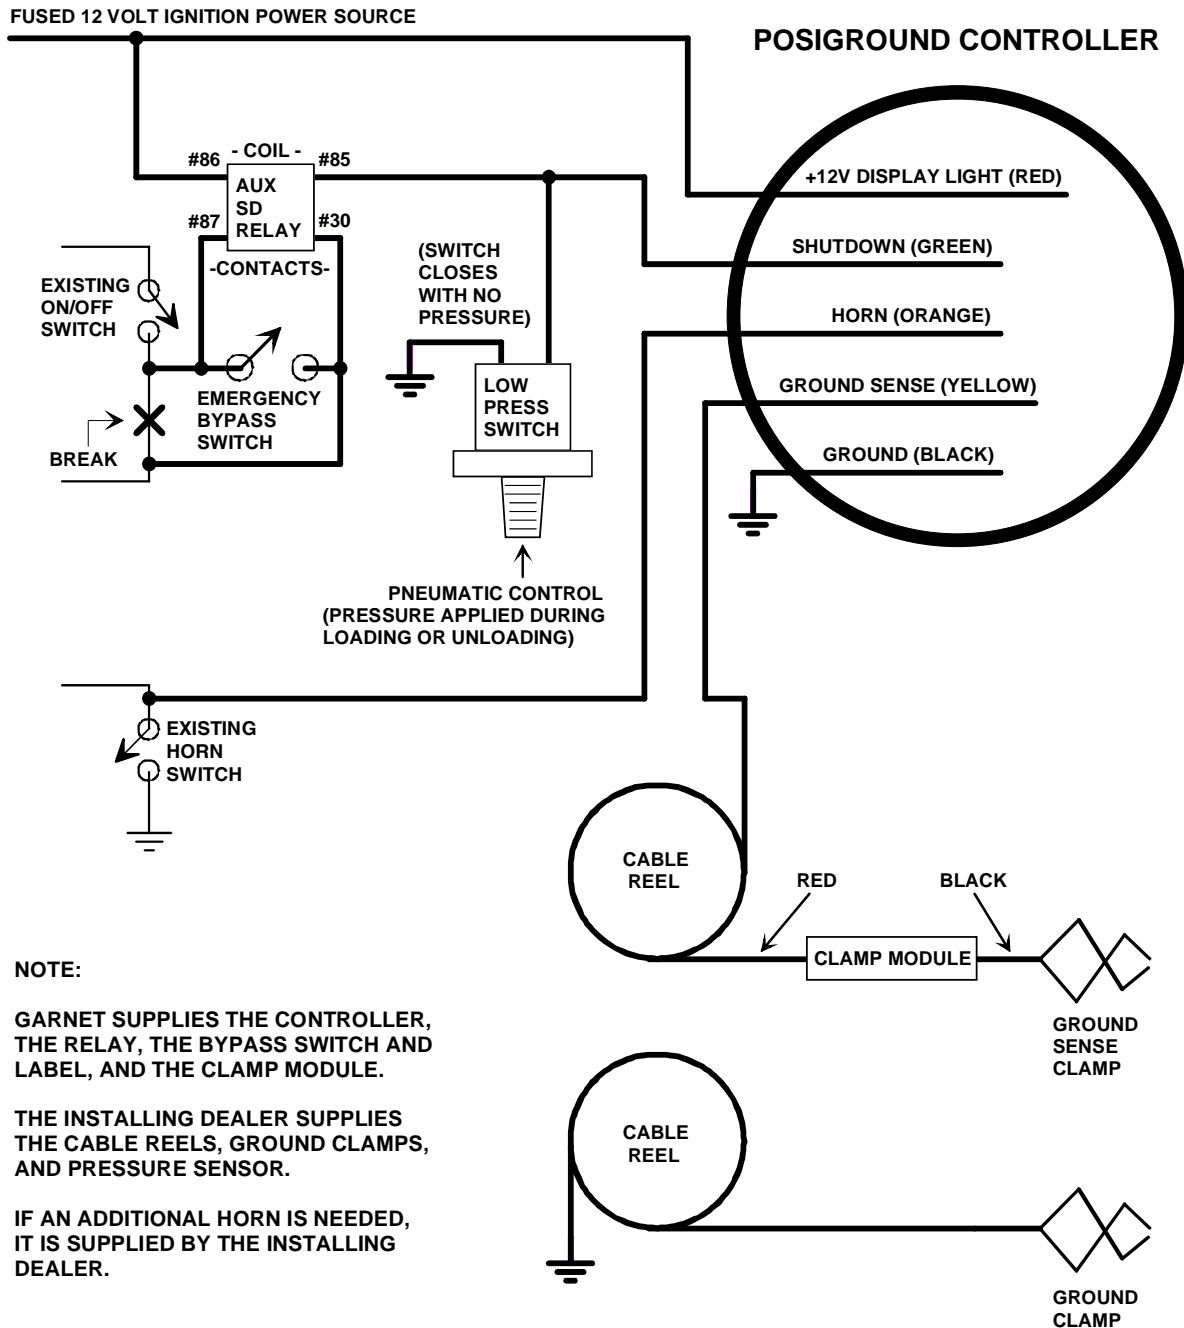 FUSED 12 VOLT IGNITION POWER SOURCE
POSIGROUND CONTROLLER
- COIL -
#86
#85
AUX
SD
RELAY
#87
#30
-CONTACTS-
+12V DISPLAY LIGHT (RED)
SHUTDOWN (GREEN)
HORN (ORANGE)
GROUND SENSE (YELLOW)
GROUND (BLACK)
EXISTING
ON/OFF
SWITCH
(SWITCH
CLOSES
WITH NO
PRESSURE)
EMERGENCY
BYPASS
SWITCH
BREAK
LOW
PRESS
SWITCH
PNEUMATIC CONTROL
(PRESSURE APPLIED DURING
LOADING OR UNLOADING)
EXISTING
HORN
SWITCH
CABLE
REEL
RED
BLACK
CLAMP MODULE
GROUND
SENSE
CLAMP
NOTE:
GARNET SUPPLIES THE CONTROLLER,
THE RELAY, THE BYPASS SWITCH AND
LABEL, AND THE CLAMP MODULE.
THE INSTALLING DEALER SUPPLIES
THE CABLE REELS, GROUND CLAMPS,
AND PRESSURE SENSOR.
IF AN ADDITIONAL HORN IS NEEDED,
IT IS SUPPLIED BY THE INSTALLING
DEALER.
CABLE
REEL
GROUND
CLAMP